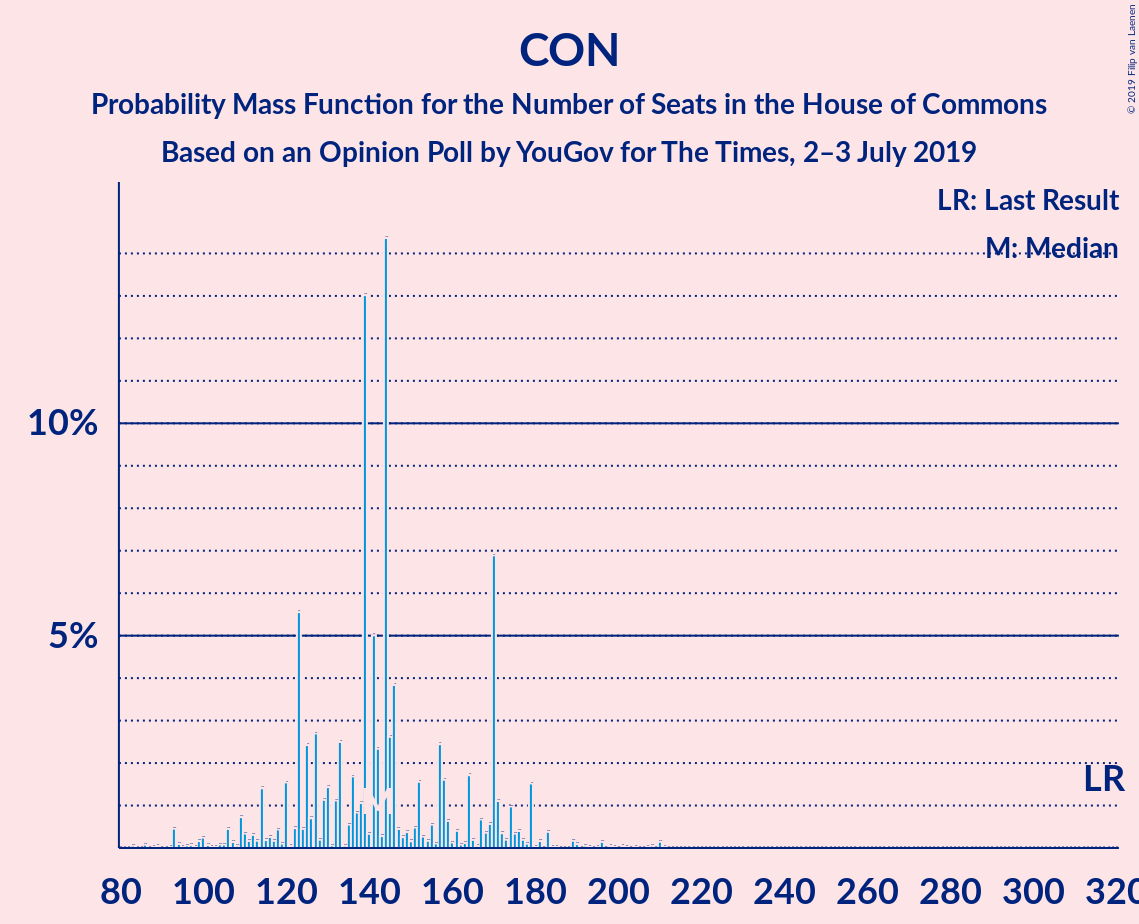 CON
Probability Mass Function for the Number of Seats in the House of Commons
Based on an Opinion Poll by YouGov for The Times, 2–3 July 2019
© 2019 Filip van Laenen
LR: Last Result
M: Median
10%
5%
M
LR
80 100 120 140 160 180 200 220 240 260 280 300 320